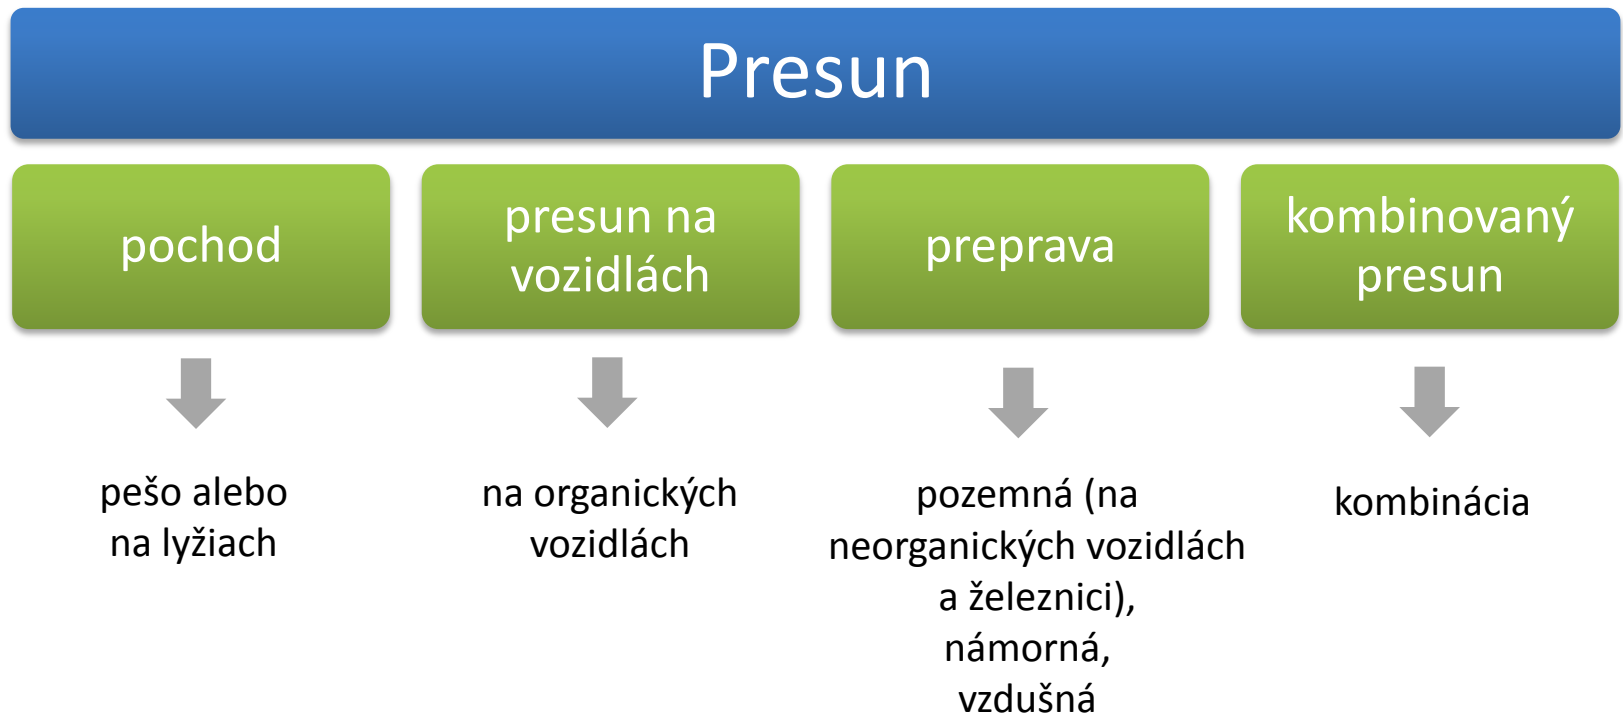 Presun
pochod
presun na
vozidlách
preprava
kombinovaný
presun
pešo alebo
na lyžiach
na organických
vozidlách
pozemná (na
neorganických vozidlách
a železnici),
námorná,
vzdušná
kombinácia